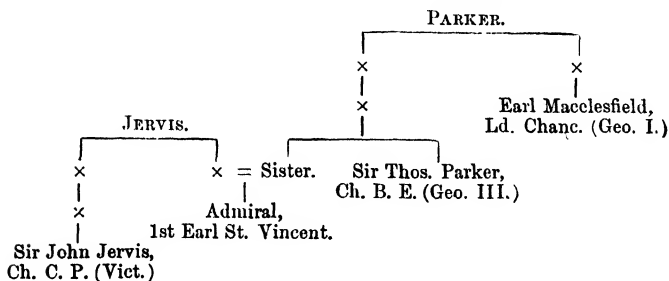 PARKER.
×
×
×
Earl Macclesfield,
Ld. Chanc. (Geo. I.)
JERVIS.
×
× = Sister.
Sir Thos. Parker,
Ch. B. E. (Geo. III.)
×
Admiral,
1st Earl St. Vincent.
Sir John Jervis,
Ch. C. P. (Vict.)